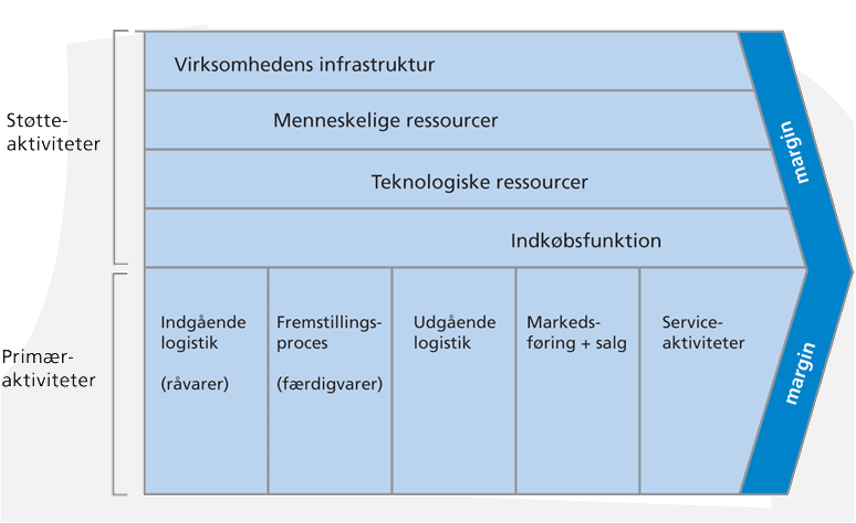 Støtte-
aktiviteter
Virksomhedens infrastruktur
Menneskelige ressourcer
Teknologiske ressourcer
Indkøbsfunktion
margin
Primær-
aktiviteter
Indgående
logistik
(råvarer)
Fremstillings-
proces
(færdigvarer)
Udgående
logistik
Markeds-
føring + salg
Service-
aktiviteter
margin